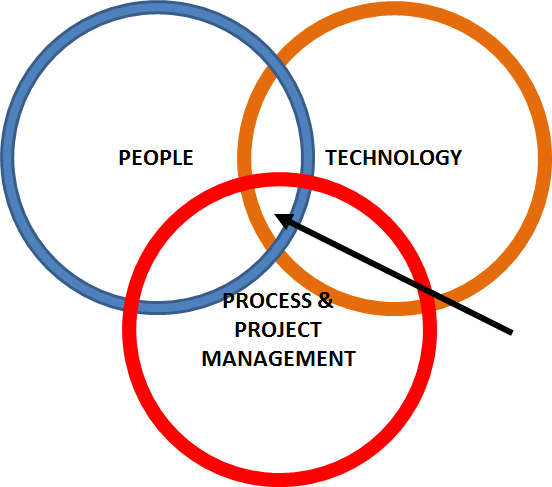 PEOPLE
TECHNOLOGY
PROCESS &
PROJECT
MANAGEMENT